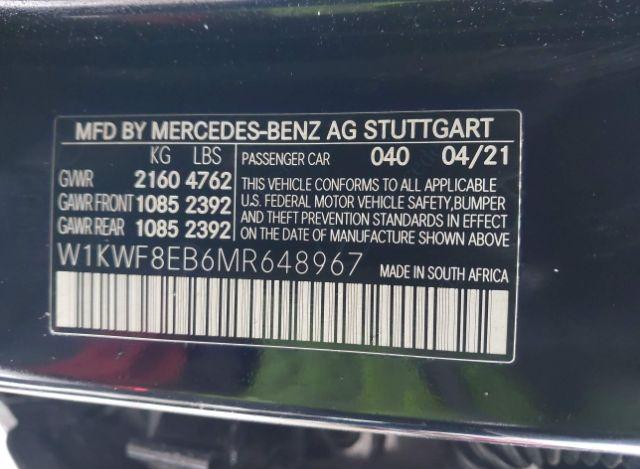 MFD BY MERCEDES-BENZ AG STUTTGART
KG LBS
GVWR 2160 4762
GAWR FRONT 1085 2392
GAWR REAR 1085 2392
PASSENGER CAR 040 04/21
THIS VEHICLE CONFORMS TO ALL APPLICABLE
U.S. FEDERAL MOTOR VEHICLE SAFETY,BUMPER
AND THEFT PREVENTION STANDARDS IN EFFECT
ON THE DATE OF MANUFACTURE SHOWN ABOVE
W1KWF8EB6MR648967 MADE IN SOUTH AFRICA